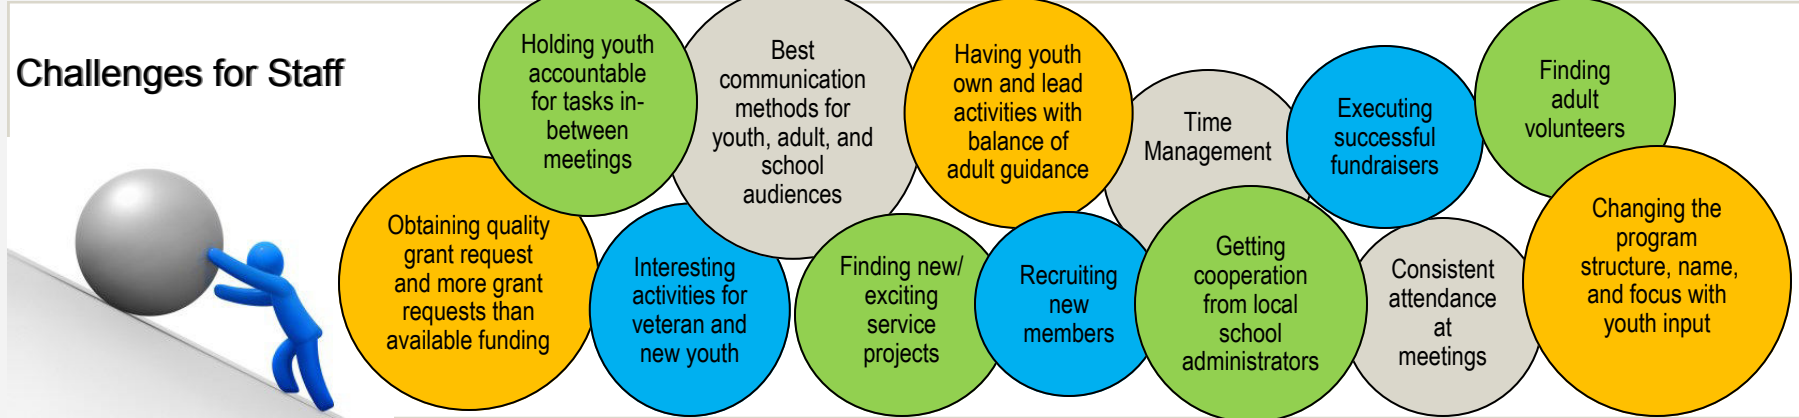 Challenges for Staff
Holding youth
accountable
for tasks in-
between
meetings
Best
communication
methods for
youth, adult, and
school
audiences
Having youth
own and lead
activities with
balance of
adult guidance
Time
Management
Executing
successful
fundraisers
Finding
adult
volunteers
Obtaining quality
grant request
and more grant
requests than
available funding
Interesting
activities for
veteran and
new youth
Finding new/
exciting
service
projects
Recruiting
new
members
Getting
cooperation
from local
school
administrators
Consistent
attendance
at
meetings
Changing the
program
structure, name,
and focus with
youth input